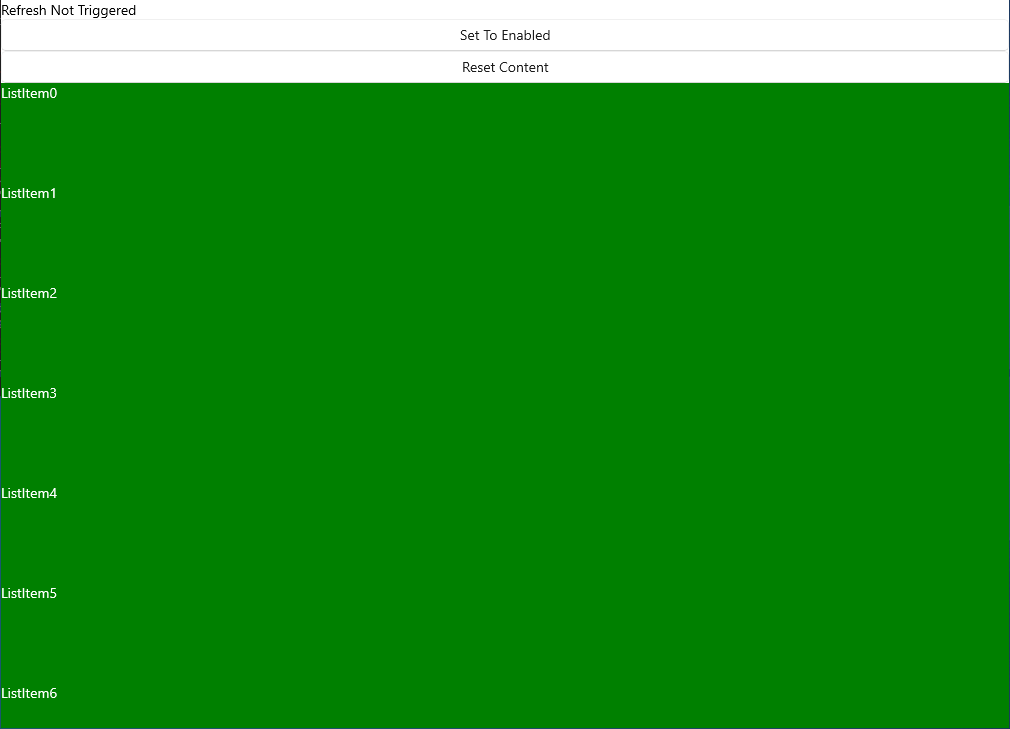 Refresh Not Triggered
Set To Enabled
Reset Content
ListItem0
ListItem1
ListItem2
ListItem3
ListItem4
ListItem5
ListItem6